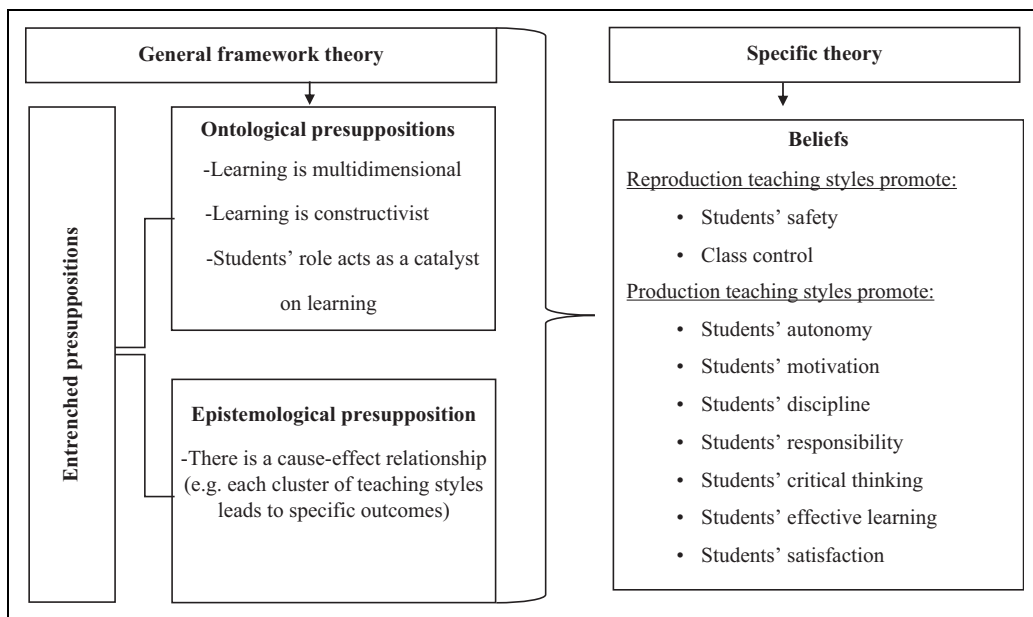 General framework theory
Entrenched presuppositions
Ontological presuppositions
-Learning is multidimensional
-Learning is constructivist
-Students’ role acts as a catalyst
on learning
Epistemological presupposition
-There is a cause-effect relationship
(e.g. each cluster of teaching styles
leads to specific outcomes)
Specific theory
Beliefs
Reproduction teaching styles promote:
• Students’ safety
• Class control
Production teaching styles promote:
• Students’ autonomy
• Students’ motivation
• Students’ discipline
• Students’ responsibility
• Students’ critical thinking
• Students’ effective learning
• Students’ satisfaction